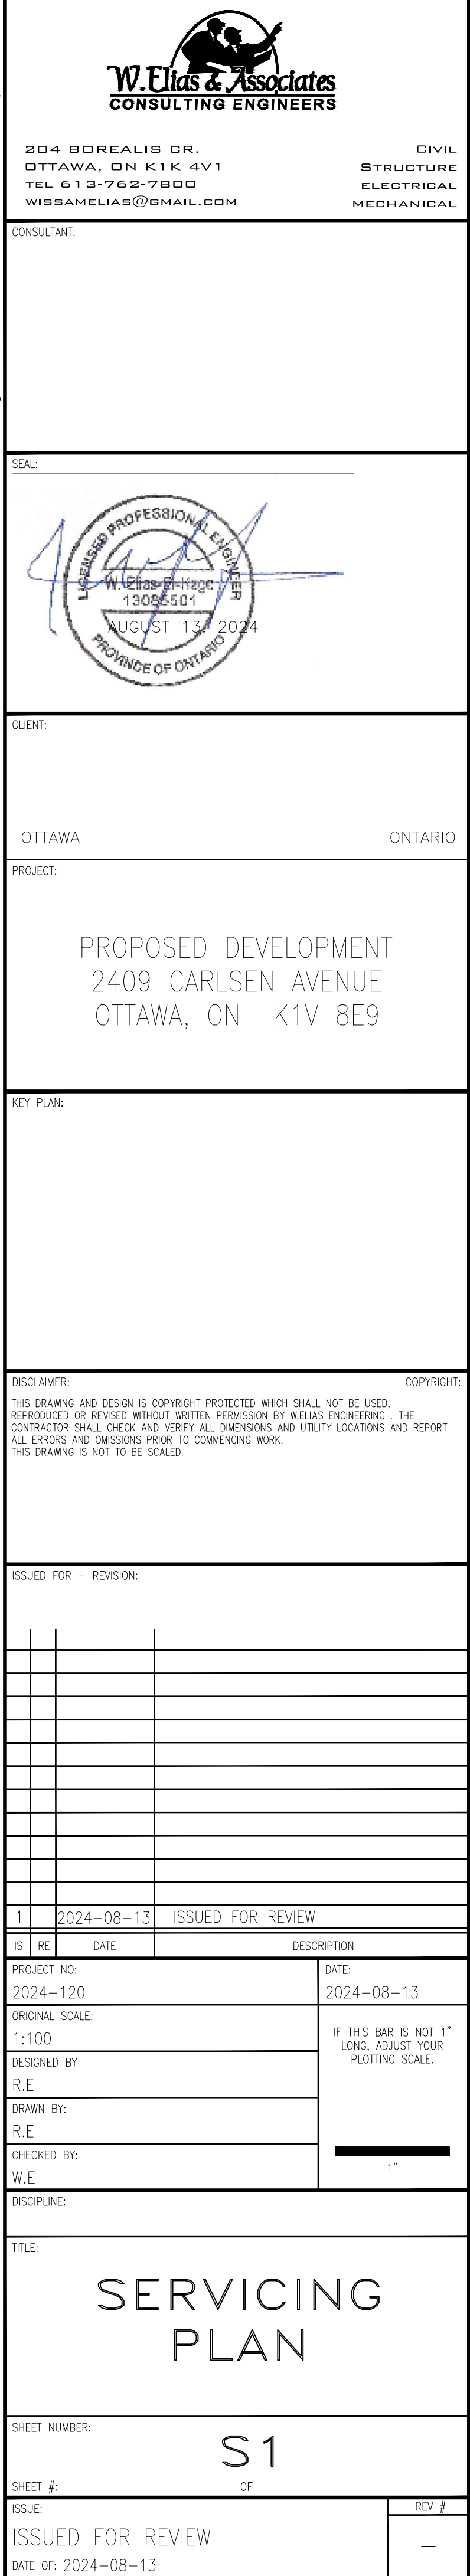 W. Elias & Associates
CONSULTING ENGINEERS
204 BOREALIS CR.
OTTAWA, ON K1K 4V1
TEL 613-762-7800
WISSAMELIAS@GMAIL.COM
CIVIL
STRUCTURE
ELECTRICAL
MECHANICAL
CONSULTANT:
SEAL:
LICENSED PROFESSIONAL ENGINEER
W. Elias-El-Hage
AUGUST 13, 2024
PROVINCE OF ONTARIO
CLIENT:
OTTAWA ONTARIO
PROJECT:
PROPOSED DEVELOPMENT
2409 CARLSEN AVENUE
OTTAWA, ON K1V 8E9
KEY PLAN:
DISCLAIMER: COPYRIGHT:
THIS DRAWING AND DESIGN IS COPYRIGHT PROTECTED WHICH SHALL NOT BE USED,
REPRODUCED OR REVISED WITHOUT WRITTEN PERMISSION BY W.ELIAS ENGINEERING . THE
CONTRACTOR SHALL CHECK AND VERIFY ALL DIMENSIONS AND UTILITY LOCATIONS AND REPORT
ALL ERRORS AND OMISSIONS PRIOR TO COMMENCING WORK.
THIS DRAWING IS NOT TO BE SCALED.
ISSUED FOR - REVISION:
1 2024-08-13 ISSUED FOR REVIEW
IS RE DATE DESCRIPTION
PROJECT NO:
2024-120
DATE:
2024-08-13
ORIGINAL SCALE:
1:100
IF THIS BAR IS NOT 1"
LONG, ADJUST YOUR
PLOTTING SCALE.
1"
DESIGNED BY:
R.E
DRAWN BY:
R.E
CHECKED BY:
W.E
DISCIPLINE:
TITLE:
SERVICING
PLAN
SHEET NUMBER:
S1
SHEET #: OF
ISSUE:
REV #
ISSUED FOR REVIEW
—
DATE OF: 2024-08-13